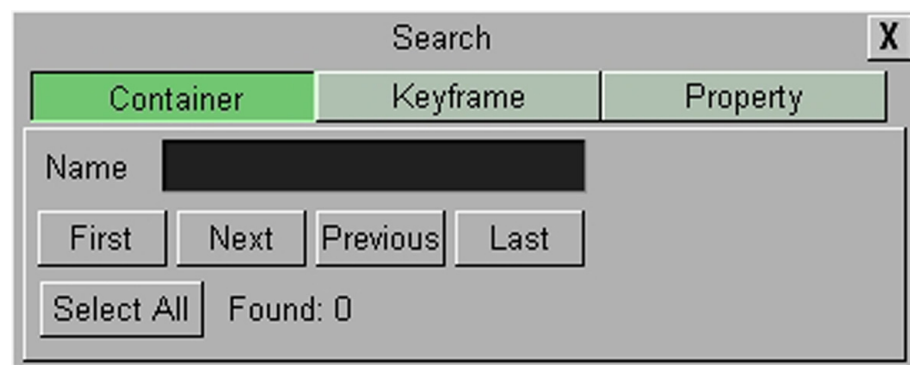 Search X
Container Keyframe Property
Name
First Next Previous Last
Select All Found: 0